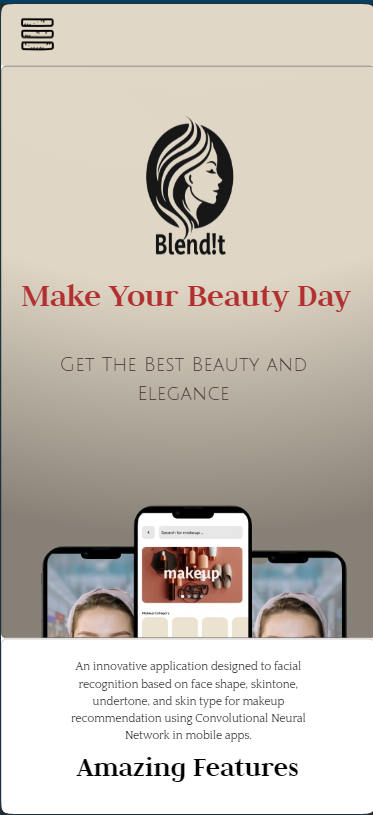 Blend!t
Make Your Beauty Day
Get The Best Beauty and
Elegance
Search for makeup...
makeup
Makeup Category
An innovative application designed to facial
recognition based on face shape, skintone,
undertone, and skin type for makeup
recommendation using Convolutional Neural
Network in mobile apps.
Amazing Features